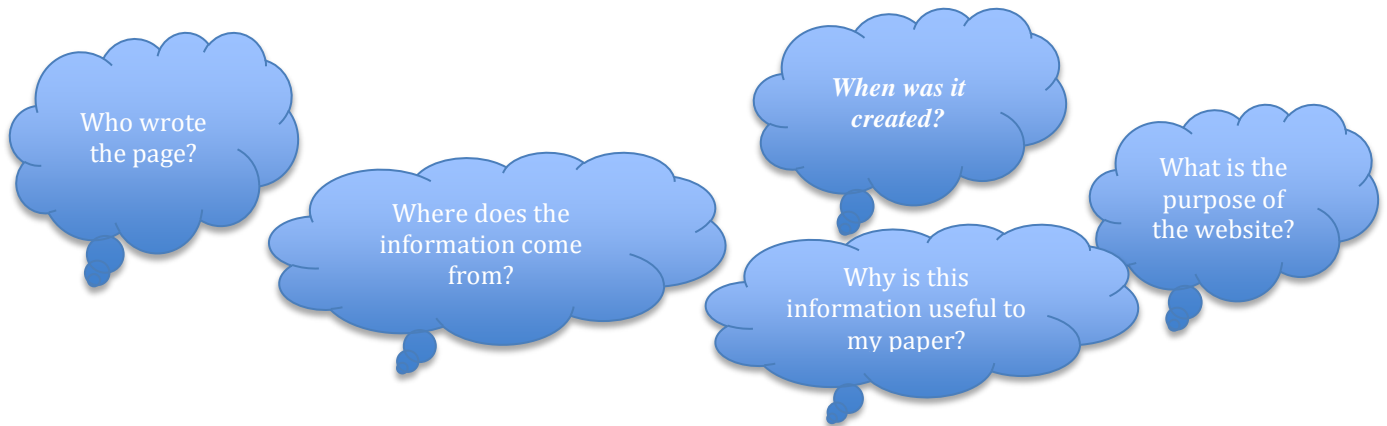 Who wrote
the page?
Where does the
information come
from?
When was it
created?
Why is this
information useful to
my paper?
What is the
purpose of
the website?